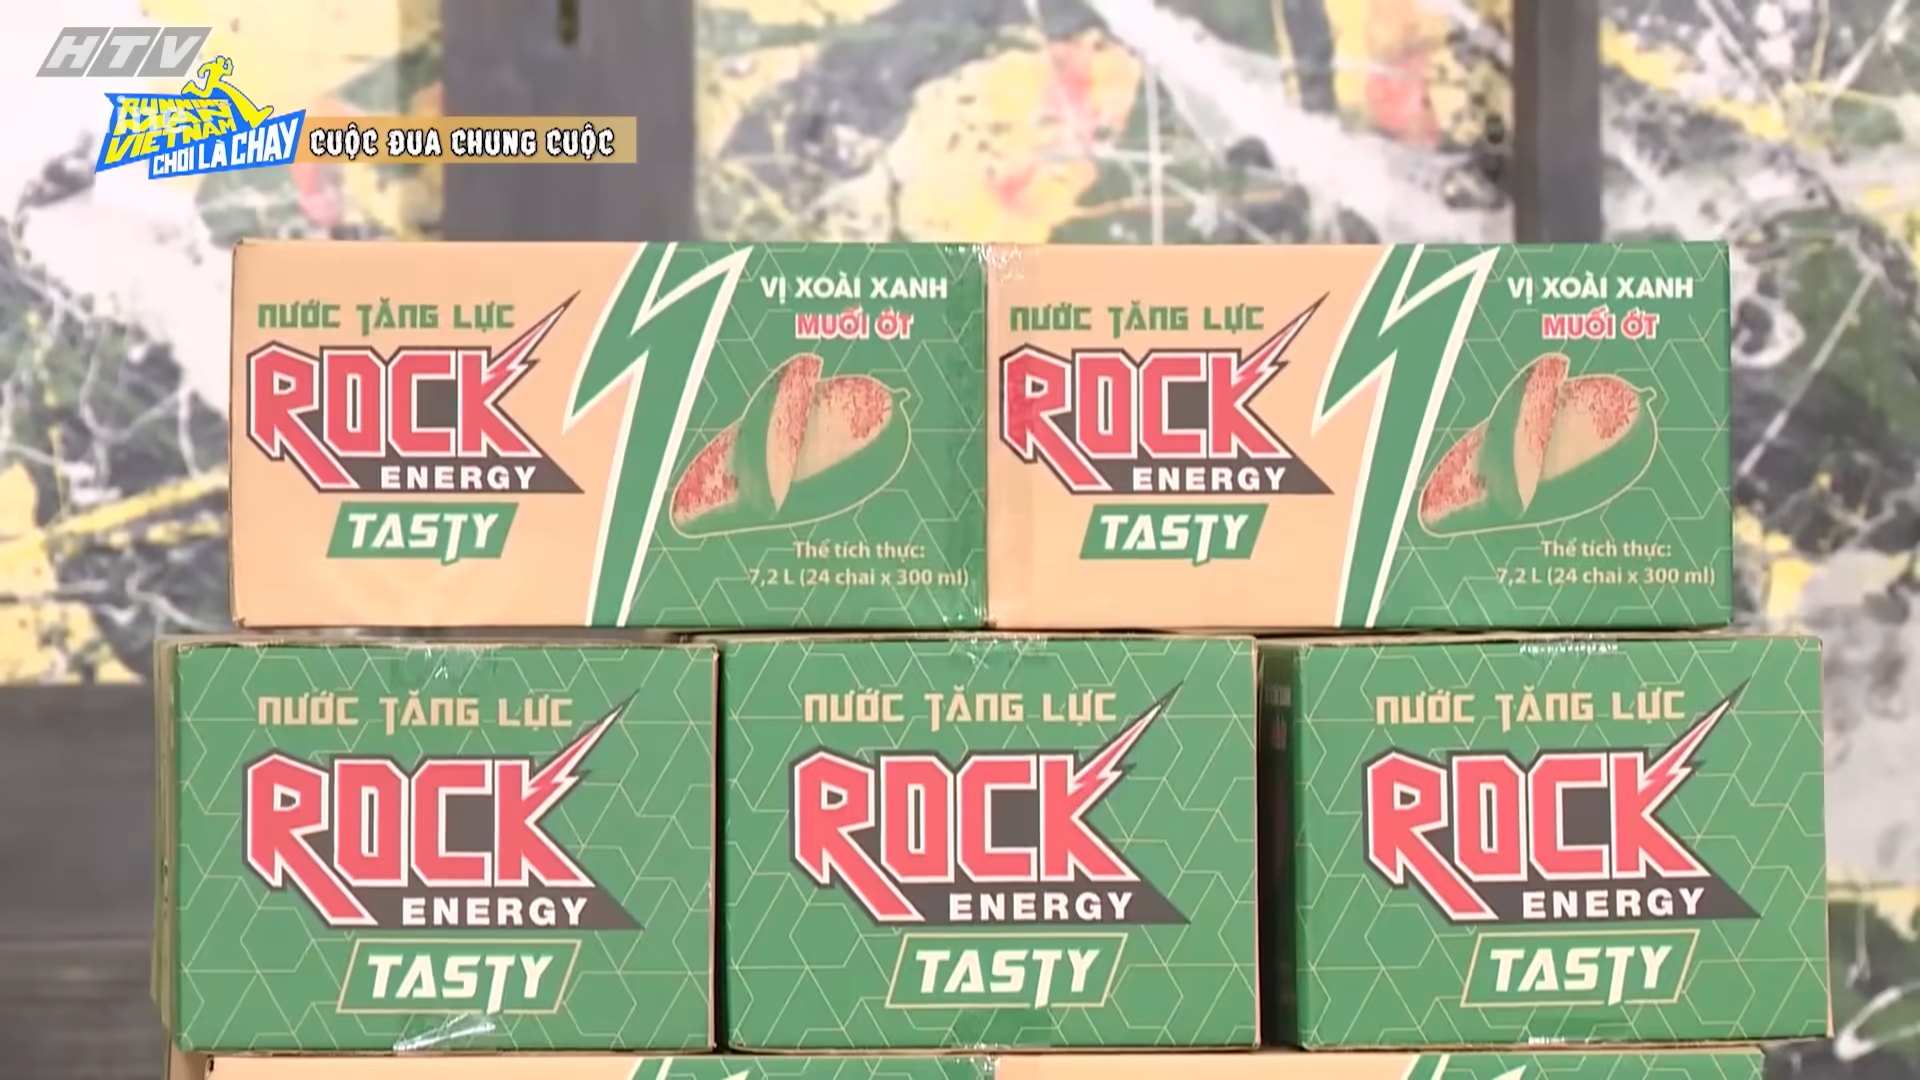 HTV
RUNNING
MAN
VIETNAM
CHƠI LÀ CHẠY
CUỘC ĐUA CHUNG CUỘC
NƯỚC TĂNG LỰC
ROCK
ENERGY
TASTY
VỊ XOÀI XANH
MUỐI ỚT
Thể tích thực:
7,2 L (24 chai x 300 ml)
NƯỚC TĂNG LỰC
ROCK
ENERGY
TASTY
VỊ XOÀI XANH
MUỐI ỚT
Thể tích thực:
7,2 L (24 chai x 300 ml)
NƯỚC TĂNG LỰC
ROCK
ENERGY
TASTY
NƯỚC TĂNG LỰC
ROCK
ENERGY
TASTY
NƯỚC TĂNG LỰC
ROCK
ENERGY
TASTY